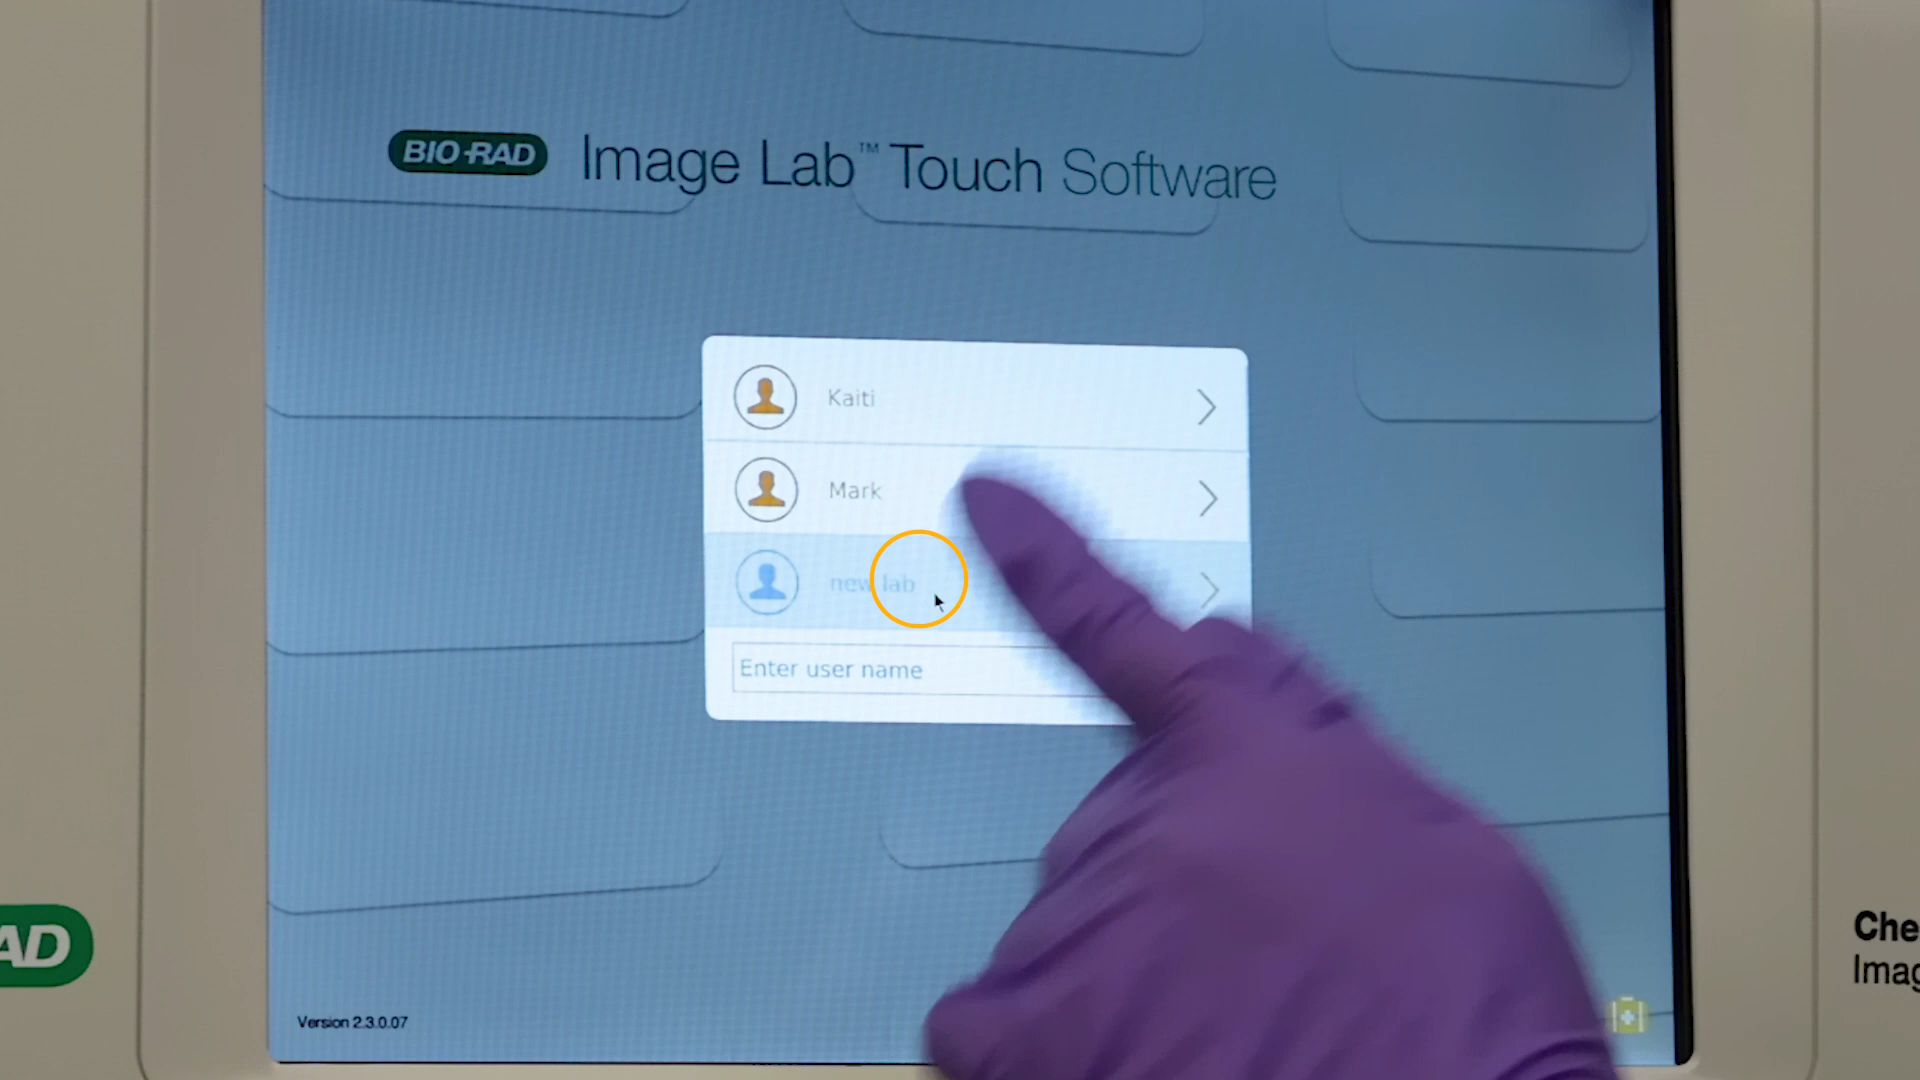 BIO-RAD Image Lab™ Touch Software
Kaiti
Mark
new lab
Enter user name
AD
Version 2.3.0.07
Che
Imag